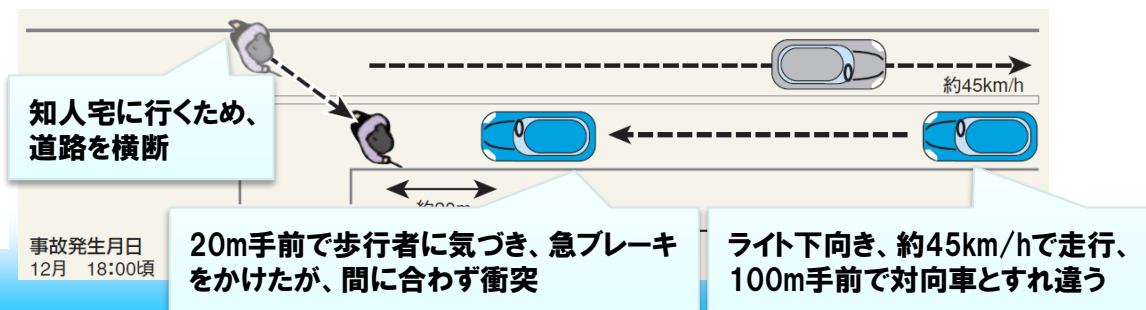 約45km/h
知人宅に行くため、
道路を横断
事故発生月日
12月 18:00頃
20m手前で歩行者に気づき、急ブレーキ
をかけたが、間に合わず衝突
ライト下向き、約45km/hで走行、
100m手前で対向車とすれ違う